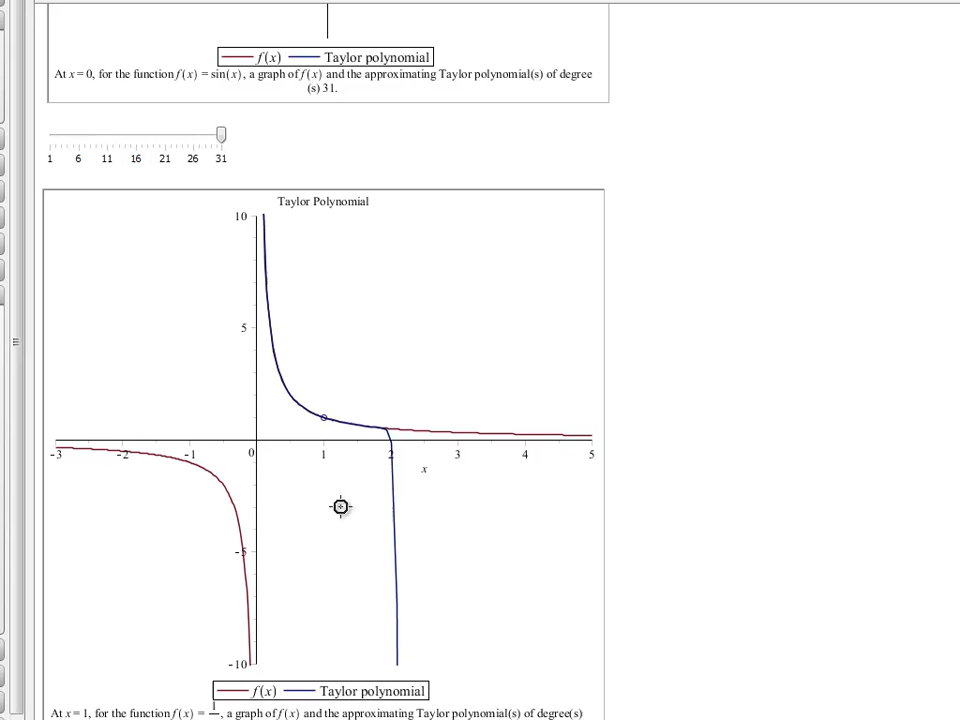 f(x) Taylor polynomial
At x = 0, for the function f(x) = sin(x), a graph of f(x) and the approximating Taylor polynomial(s) of degree
(s) 31.
1 6 11 16 21 26 31
Taylor Polynomial
10
5
-3 -2 -1 0 1 2 3 4 5
x
-5
-10
f(x) Taylor polynomial
At x = 1, for the function f(x) = 1, a graph of f(x) and the approximating Taylor polynomial(s) of degree(s)